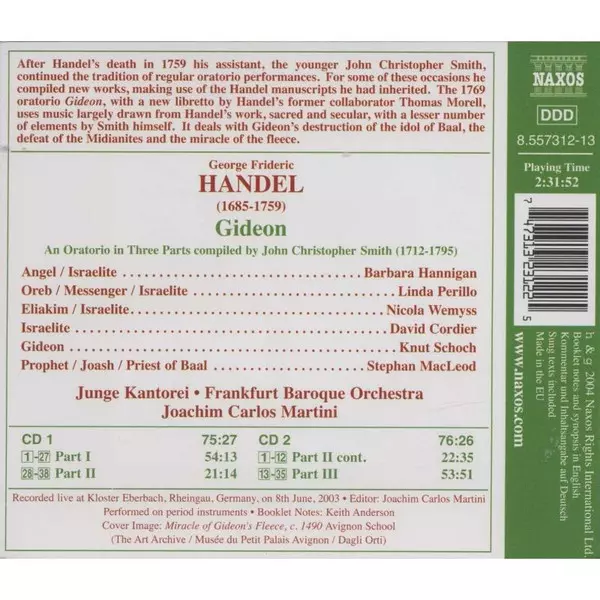 After Handel's death in 1759 his assistant, the younger John Christopher Smith,
continued the tradition of regular oratorio performances. For some of these occasions he
compiled new works, making use of the Handel manuscripts he had inherited. The 1769
oratorio Gideon, with a new libretto by Handel's former collaborator Thomas Morell,
uses music largely drawn from Handel's work, sacred and secular, with a lesser number
of elements by Smith himself. It deals with Gideon's destruction of the idol of Baal, the
defeat of the Midianites and the miracle of the fleece.
George Frideric
HANDEL
(1685-1759)
Gideon
An Oratorio in Three Parts compiled by John Christopher Smith (1712-1795)
Angel / Israelite .......... Barbara Hannigan
Oreb / Messenger / Israelite .......... Linda Perillo
Eliakim / Israelite .......... Nicola Wemyss
Israelite .......... David Cordier
Gideon .......... Knut Schoch
Prophet / Joash / Priest of Baal .......... Stephan MacLeod
Junge Kantorei • Frankfurt Baroque Orchestra
Joachim Carlos Martini
CD 1 75:27 CD 2 76:26
1-27 Part I 54:13 1-12 Part II cont. 22:35
28-38 Part II 21:14 13-35 Part III 53:51
Recorded live at Kloster Eberbach, Rheingau, Germany, on 8th June, 2003 • Editor: Joachim Carlos Martini
Performed on period instruments • Booklet Notes: Keith Anderson
Cover Image: Miracle of Gideon's Fleece, c. 1490 Avignon School
(The Art Archive / Musée du Petit Palais Avignon / Dagli Orti)
NAXOS
DDD
8.557312-13
Playing Time
2:31:52
7 47313 23122 5
h & g 2004 Naxos Rights International Ltd.
Booklet notes and synopsis in English
Kommentar und Inhaltsangabe auf Deutsch
Sung texts included
Made in the EU
www.naxos.com